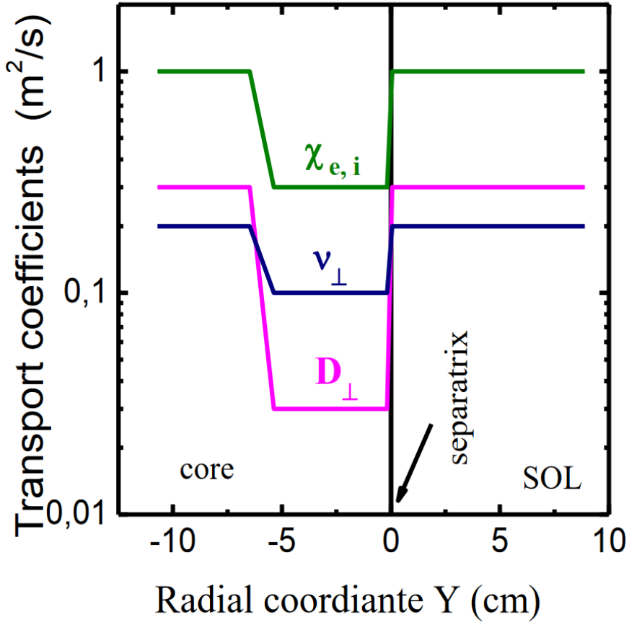 Transport coefficients (m²/s)
1
0,1
0,01
χ e, i
ν⊥
D⊥
core
separatrix
SOL
-10
-5
0
5
10
Radial coordiante Y (cm)